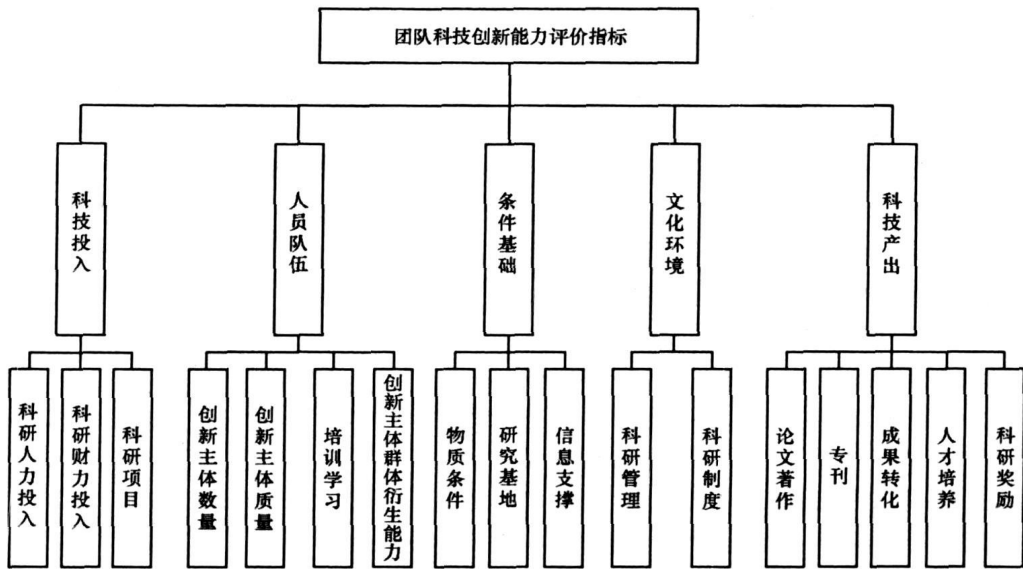 团队科技创新能力评价指标
科技投入
人员队伍
条件基础
文化环境
科技产出
科研人力投入
科研财力投入
科研项目
创新主体数量
创新主体质量
培训学习
创新主体群体衍生能力
物质条件
研究基地
信息支撑
科研管理
科研制度
论文著作
专刊
成果转化
人才培养
科研奖励